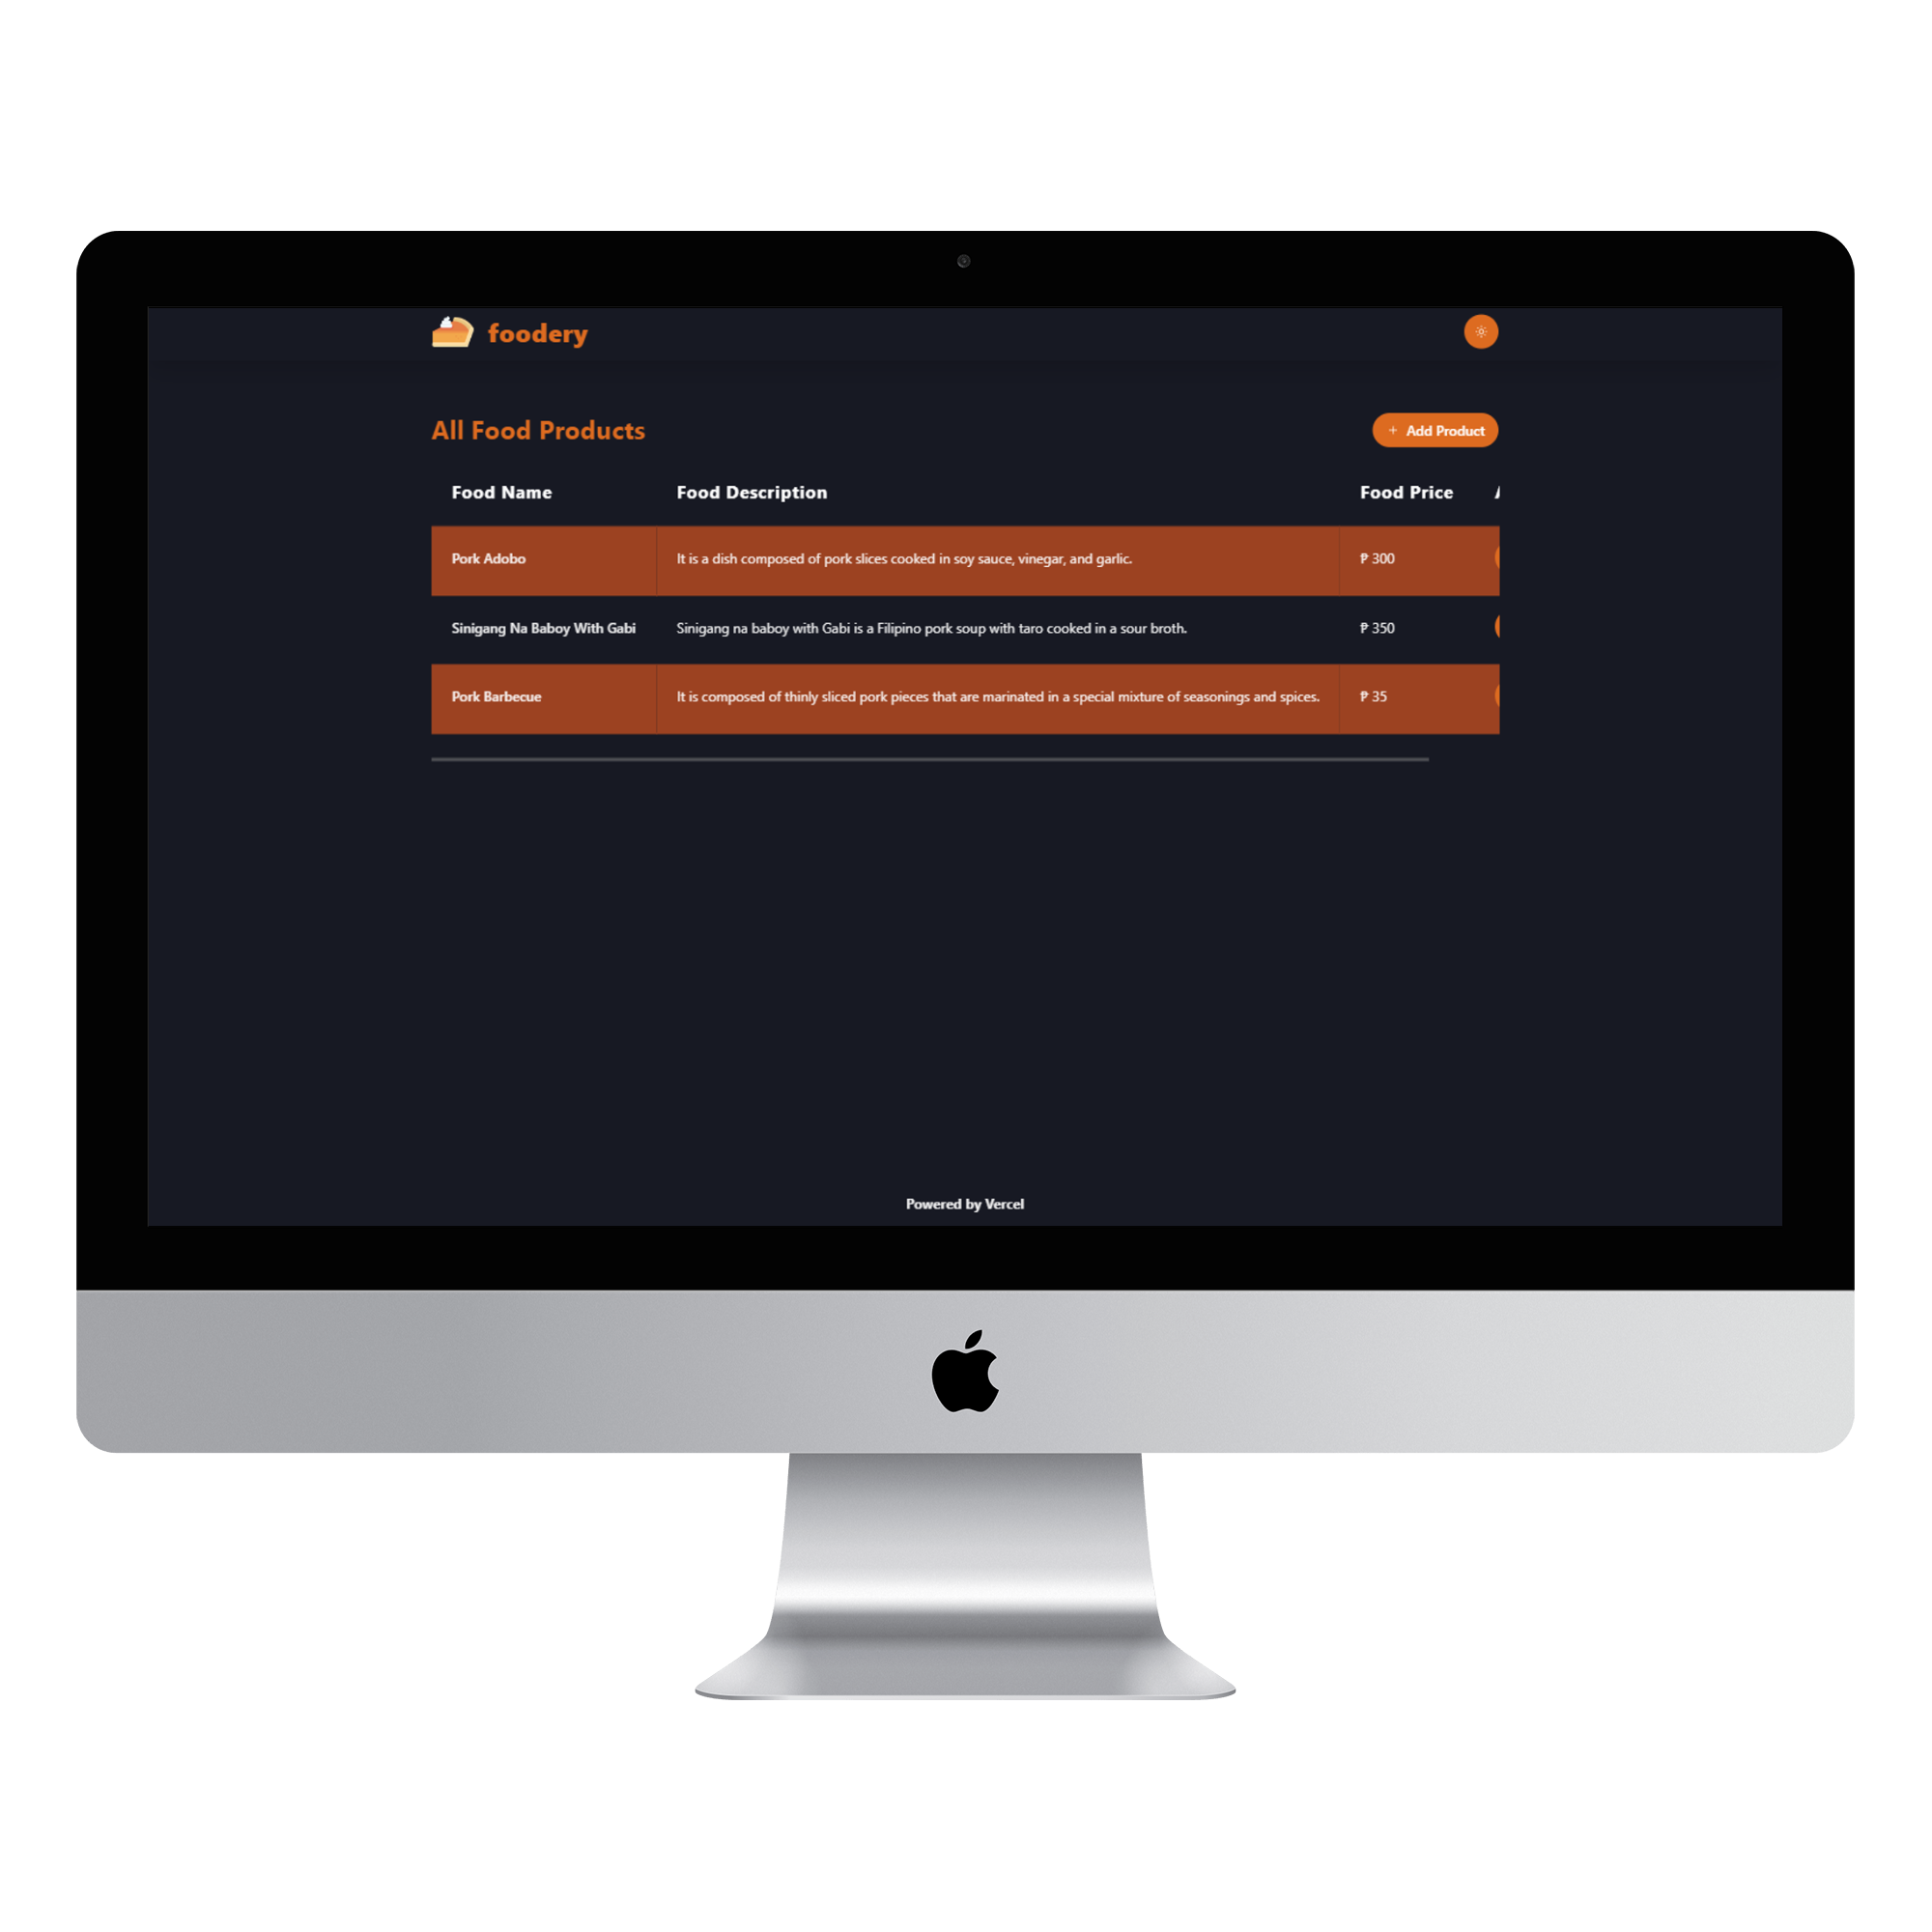 foodery
All Food Products
+ Add Product
Food Name Food Description Food Price
Pork Adobo It is a dish composed of pork slices cooked in soy sauce, vinegar, and garlic. ₱ 300
Sinigang Na Baboy With Gabi Sinigang na baboy with Gabi is a Filipino pork soup with taro cooked in a sour broth. ₱ 350
Pork Barbecue It is composed of thinly sliced pork pieces that are marinated in a special mixture of seasonings and spices. ₱ 35
Powered by Vercel